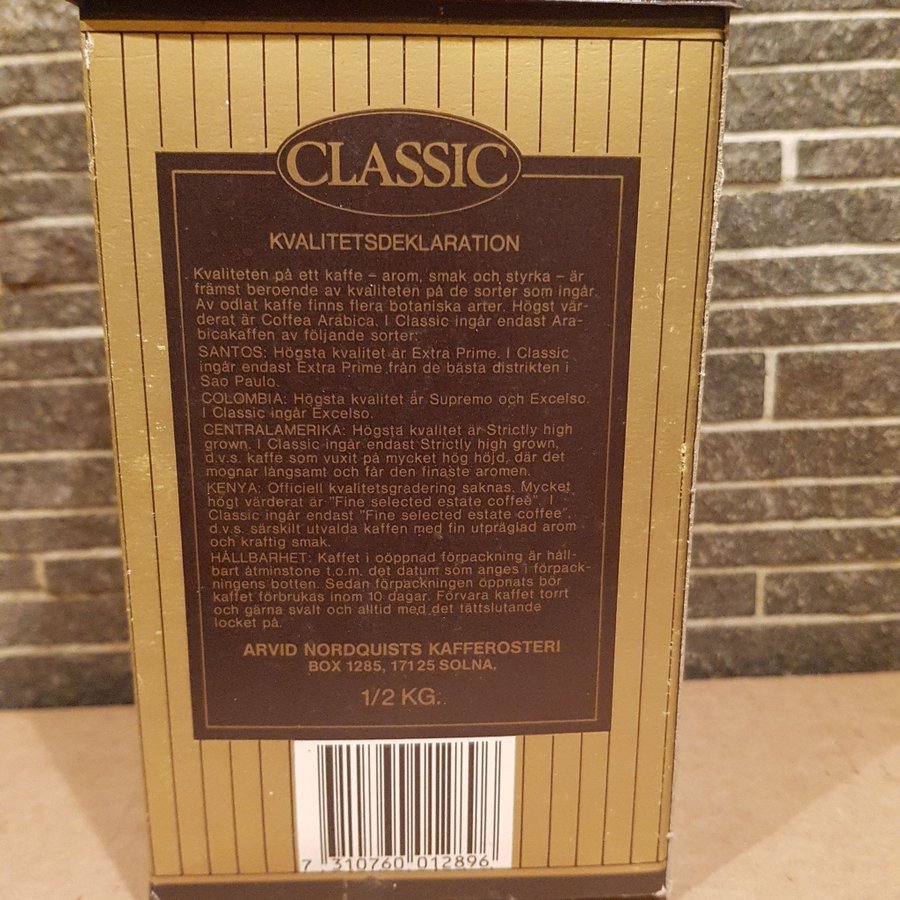 CLASSIC
KVALITETSDEKLARATION
Kvaliteten på ett kaffe – arom, smak och styrka – är
främst beroende av kvaliteten på de sorter som ingår.
Av odlat kaffe finns flera botaniska arter. Högst vär-
derat är Coffea Arabica. I Classic ingår endast Ara-
bicakaffen av följande sorter:
SANTOS: Högsta kvalitet är Extra Prime. I Classic
ingår endast Extra Prime från de bästa distrikten i
Sao Paulo.
COLOMBIA: Högsta kvalitet är Supremo och Excelso.
I Classic ingår Excelso.
CENTRALAMERIKA: Högsta kvalitet är Strictly high
grown. I Classic ingår endast Strictly high grown,
d.v.s. kaffe som vuxit på mycket hög höjd, där det
mognar långsamt och får den finaste aromen.
KENYA: Officiell kvalitetsgradering saknas. Mycket
högt värderat är "Fine selected estate coffee". I
Classic ingår endast "Fine selected estate coffee",
d.v.s. särskilt utvalda kaffen med fin utpräglad arom
och kraftig smak.
HÅLLBARHET: Kaffet i oöppnad förpackning är håll-
bart åtminstone t.o.m. det datum som anges i förpack-
ningens botten. Sedan förpackningen öppnats bör
kaffet förbrukas inom 10 dagar. Förvara kaffet torrt
och gärna svalt och alltid med det tättslutande
locket på.
ARVID NORDQUISTS KAFFEROSTERI
BOX 1285, 171 25 SOLNA.
1/2 KG.
7 310760 012896